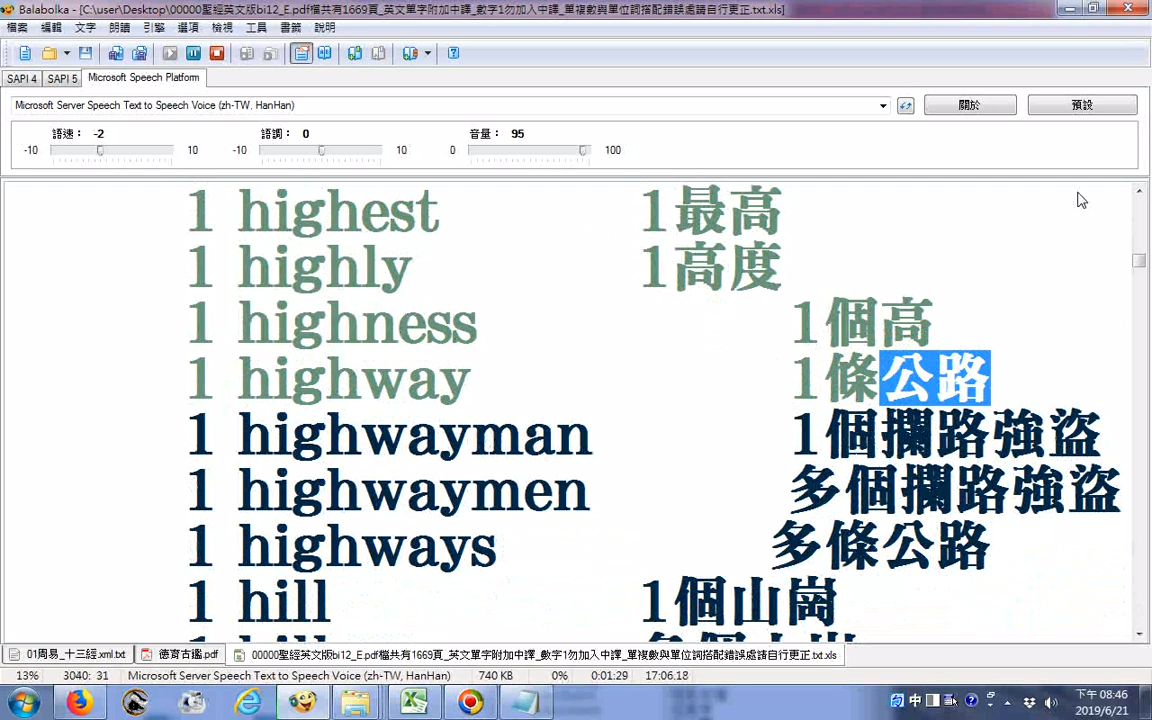 Balabolka - [C:\user\Desktop\00000聖經英文版bi12_E.pdf檔共有1669頁_英文單字附加中譯_數字1勿加入中譯_單複數與單位詞搭配錯誤處請自行更正.txt.xls]
檔案 編輯 文字 朗讀 引擎 選項 檢視 工具 書籤 說明
SAPI 4 SAPI 5 Microsoft Speech Platform
Microsoft Server Speech Text to Speech Voice (zh-TW, HanHan) 關於 預設
語速： -2 語調： 0 音量： 95
-10 10 -10 10 0 100
1 highest 1最高
1 highly 1高度
1 highness 1個高
1 highway 1條公路
1 highwayman 1個攔路強盜
1 highwaymen 多個攔路強盜
1 highways 多條公路
1 hill 1個山崗
01周易_十三經.xml.txt 德育古鑑.pdf 00000聖經英文版bi12_E.pdf檔共有1669頁_英文單字附加中譯_數字1勿加入中譯_單複數與單位詞搭配錯誤處請自行更正.txt.xls
13% 3040: 31 Microsoft Server Speech Text to Speech Voice (zh-TW, HanHan) 740 KB 0% 0:01:29 17:06.18
中 下午 08:46
2019/6/21